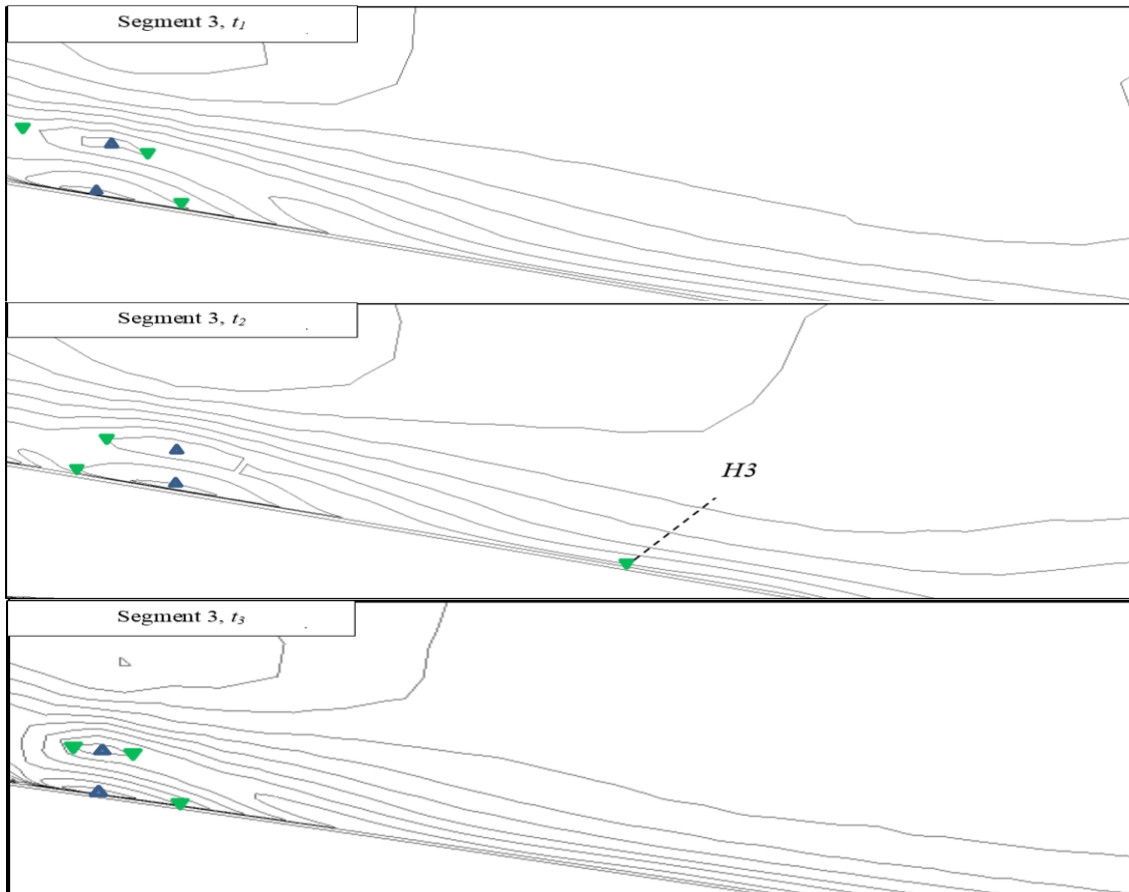 Segment 3, t₁ .
Segment 3, t₂ .
H3
Segment 3, t₃ .